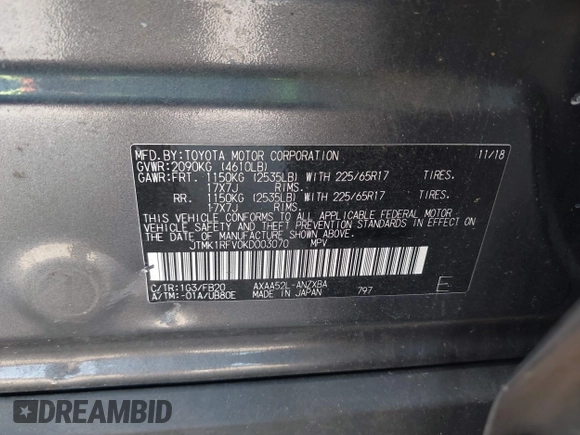 MFD. BY: TOYOTA MOTOR CORPORATION 11/18
GVWR: 2090KG (4610LB)
GAWR: FRT. 1150KG (2535LB) WITH 225/65R17 TIRES.
17X7J RIMS.
RR. 1150KG (2535LB) WITH 225/65R17 TIRES.
17X7J RIMS.
THIS VEHICLE CONFORMS TO ALL APPLICABLE FEDERAL MOTOR
VEHICLE SAFETY AND THEFT PREVENTION STANDARDS IN EFFECT
ON THE DATE OF MANUFACTURE SHOWN ABOVE.
JTMK1RFV0KD003070 MPV
C/TR: 1G3/FB20 AXAA52L-ANZXBA
A/TM: -01A/UB80E MADE IN JAPAN 797 E
DREAMBID